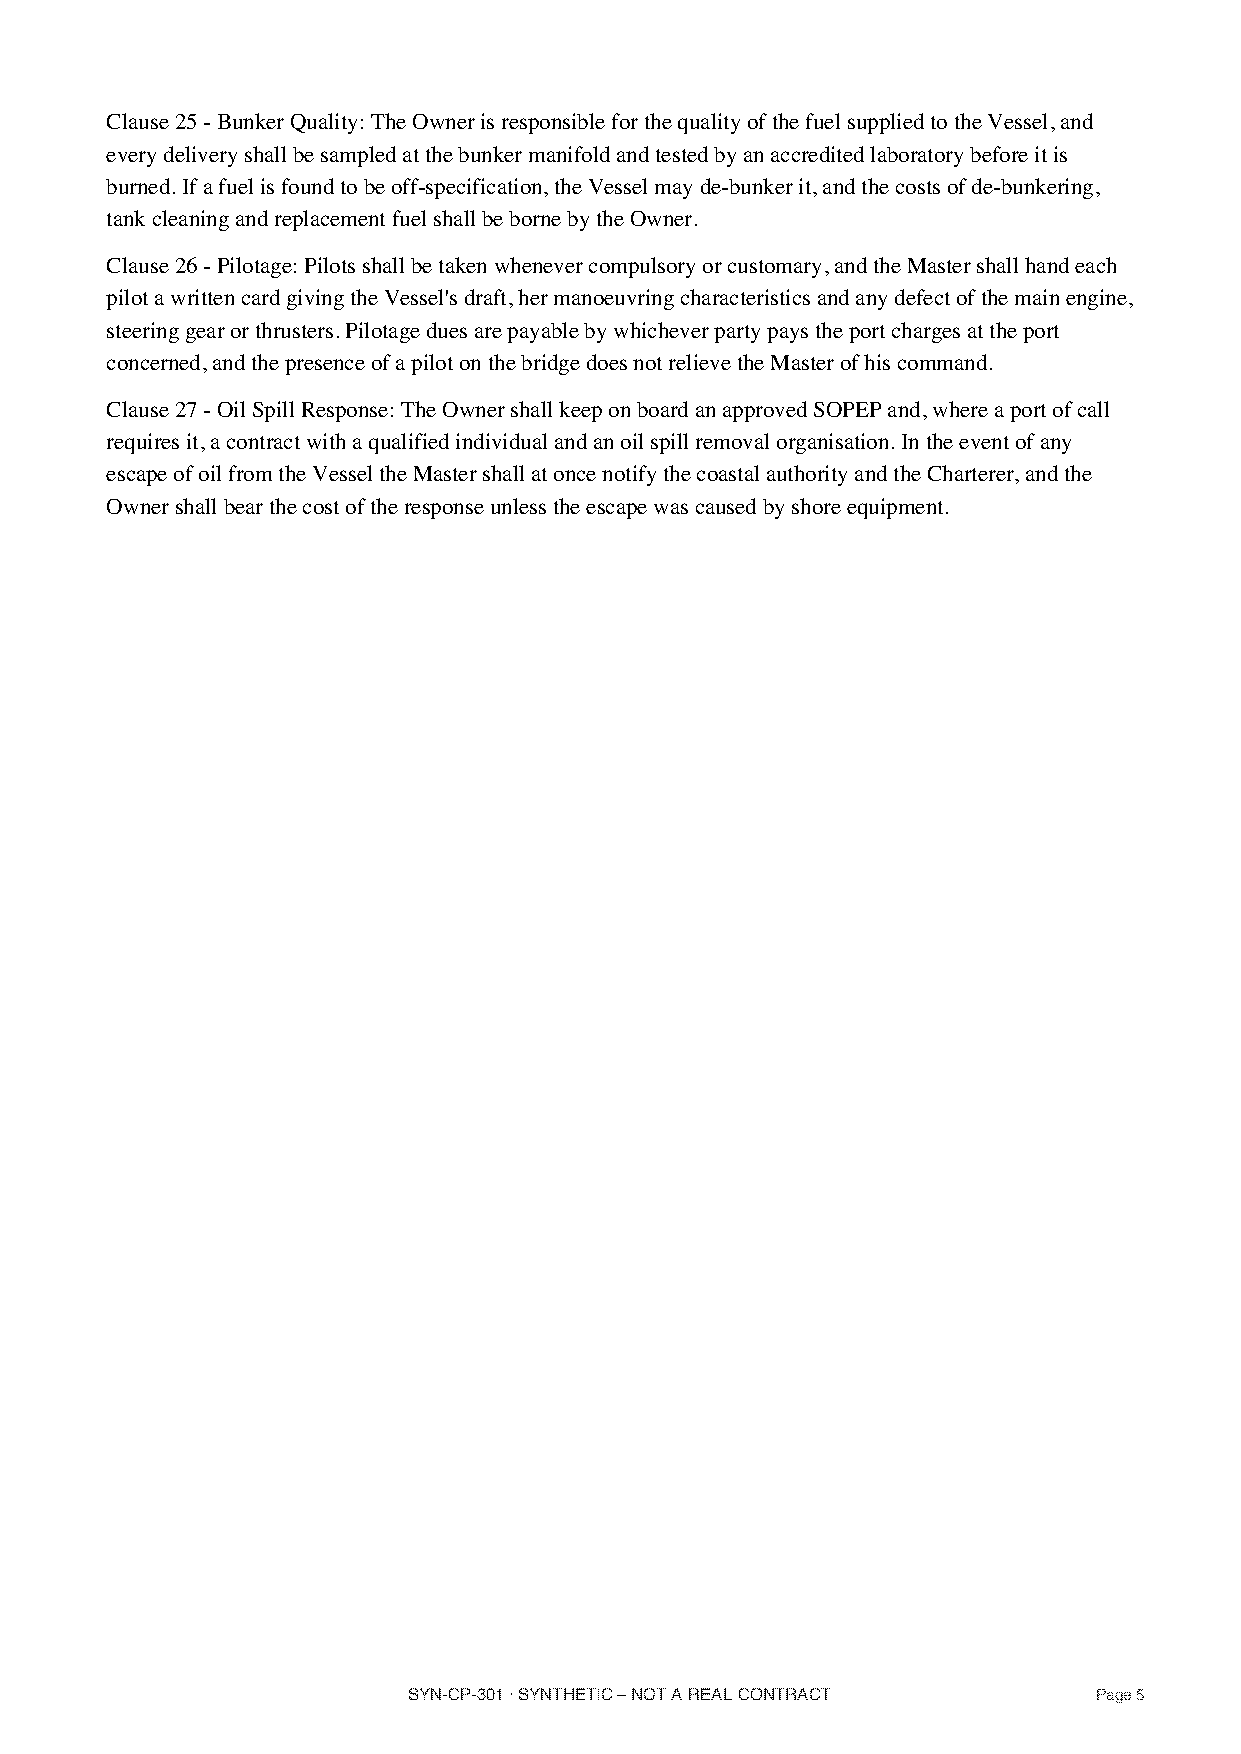 Clause 25 - Bunker Quality: The Owner is responsible for the quality of the fuel supplied to the Vessel, and
every delivery shall be sampled at the bunker manifold and tested by an accredited laboratory before it is
burned. If a fuel is found to be off-specification, the Vessel may de-bunker it, and the costs of de-bunkering,
tank cleaning and replacement fuel shall be borne by the Owner.
Clause 26 - Pilotage: Pilots shall be taken whenever compulsory or customary, and the Master shall hand each
pilot a written card giving the Vessel's draft, her manoeuvring characteristics and any defect of the main engine,
steering gear or thrusters. Pilotage dues are payable by whichever party pays the port charges at the port
concerned, and the presence of a pilot on the bridge does not relieve the Master of his command.
Clause 27 - Oil Spill Response: The Owner shall keep on board an approved SOPEP and, where a port of call
requires it, a contract with a qualified individual and an oil spill removal organisation. In the event of any
escape of oil from the Vessel the Master shall at once notify the coastal authority and the Charterer, and the
Owner shall bear the cost of the response unless the escape was caused by shore equipment.
SYN-CP-301 · SYNTHETIC – NOT A REAL CONTRACT
Page 5